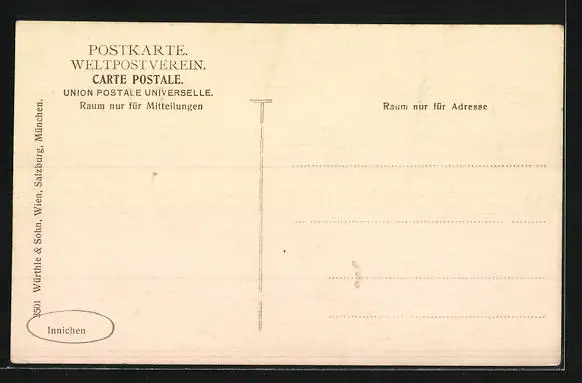 POSTKARTE.
WELTPOSTVEREIN.
CARTE POSTALE.
UNION POSTALE UNIVERSELLE.
Raum nur für Mitteilungen
Raum nur für Adresse
Würthle & Sohn, Wien, Salzburg, München.
Innichen